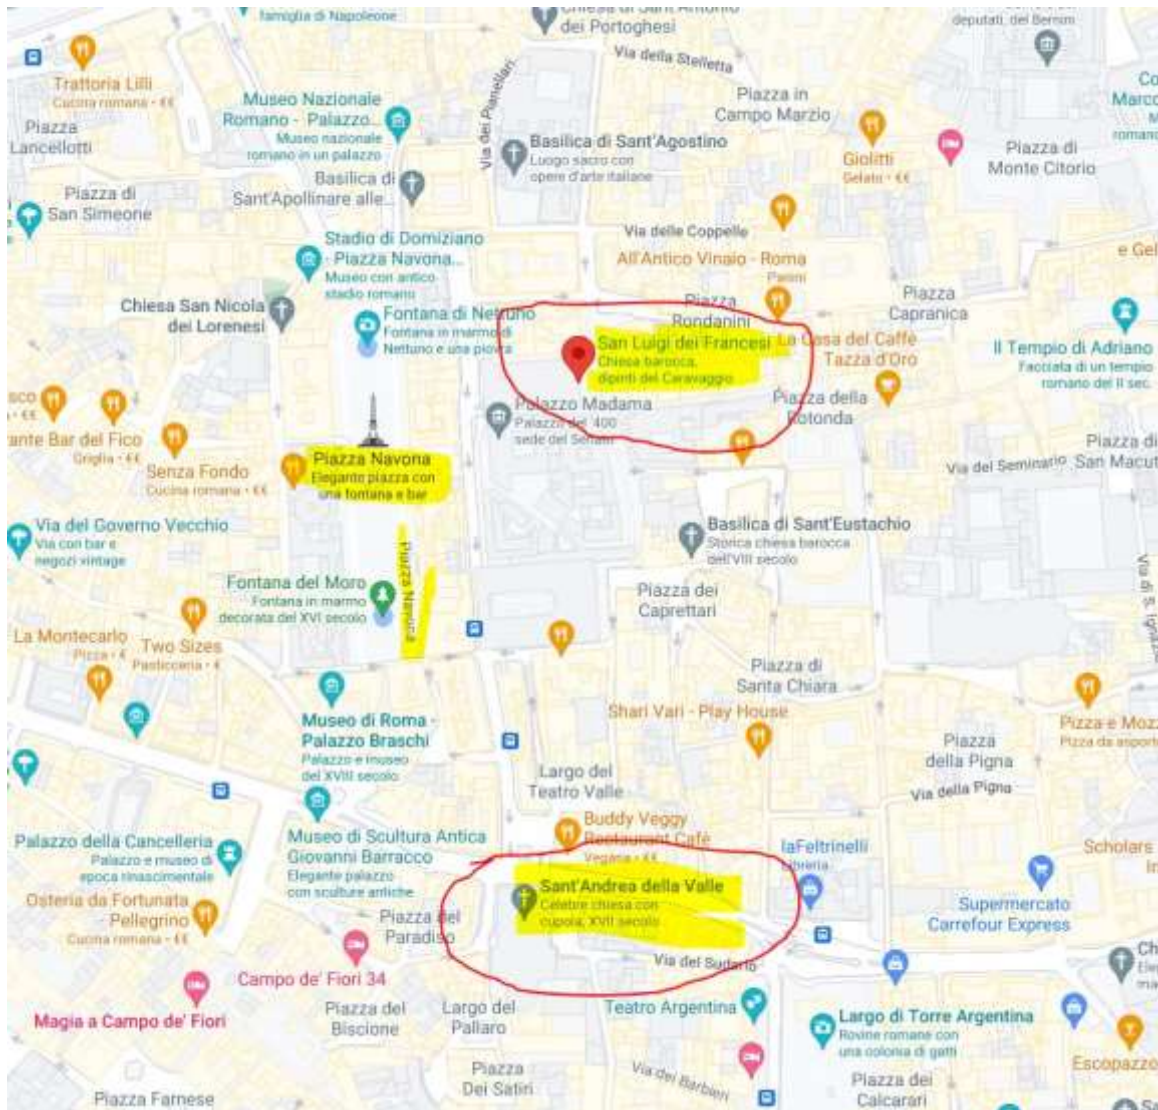 famiglia di Napoleone
Chiesa di Sant'Antonio
dei Portoghesi
deputati, del Bernini
Trattoria Lilli
Cucina romana • €€
Via della Stelletta
Museo Nazionale
Romano - Palazzo...
Museo nazionale
romano in un palazzo
Via dei Pianellari
Piazza in
Campo Marzio
Piazza
Lancellotti
Basilica di Sant'Agostino
Luogo sacro con
opere d'arte italiane
Giolitti
Gelato • €€
Piazza di
Monte Citorio
Basilica di
Sant'Apollinare alle...
Piazza di
San Simeone
Via delle Coppelle
Stadio di Domiziano
- Piazza Navona...
Museo con antico
stadio romano
All'Antico Vinaio - Roma
Panini
e Gel
Chiesa San Nicola
dei Lorenesi
Fontana di Nettuno
Fontana in marmo di
Nettuno e una piovra
Piazza
Rondanini
Piazza
Capranica
San Luigi dei Francesi
Chiesa barocca,
dipinti del Caravaggio
La Casa del Caffè
Tazza d'Oro
Il Tempio di Adriano
Facciata di un tempio
romano del II sec.
Palazzo Madama
Palazzo del '400
sede del Senato
Piazza della
Rotonda
sco
• €€
ante Bar del Fico
Griglia • €€
Senza Fondo
Cucina romana • €€
Piazza Navona
Elegante piazza con
una fontana e bar
Via del Seminario
Piazza di
San Macut
Via del Governo Vecchio
Via con bar e
negozi vintage
Basilica di Sant'Eustachio
Storica chiesa barocca
dell'VIII secolo
Piazza Navona
Fontana del Moro
Fontana in marmo
decorata del XVI secolo
Piazza dei
Caprettari
Via di S. Ignazio
La Montecarlo
Pizza • €
Two Sizes
Pasticceria • €
Piazza di
Santa Chiara
Museo di Roma -
Palazzo Braschi
Palazzo e museo
del XVIII secolo
Shari Vari - Play House
Pizza e Moz
Pizza da asporto
Piazza
della Pigna
Largo del
Teatro Valle
Via della Pigna
Palazzo della Cancelleria
Palazzo e museo di
epoca rinascimentale
Museo di Scultura Antica
Giovanni Barracco
Elegante palazzo
con sculture antiche
Buddy Veggy
Restaurant Cafè
Vegana • €€
laFeltrinelli
Libreria
Scholars
Sant'Andrea della Valle
Celebre chiesa con
cupola, XVII secolo
Osteria da Fortunata
- Pellegrino
Cucina romana • €€
Piazza del
Paradiso
Supermercato
Carrefour Express
Via del Sudario
Campo de' Fiori 34
Magia a Campo de' Fiori
Piazza del
Biscione
Largo del
Pallaro
Teatro Argentina
Largo di Torre Argentina
Rovine romane con
una colonia di gatti
Escopazzo
Piazza
Dei Satiri
Via dei Barbieri
Piazza dei
Calcarari
Piazza Farnese